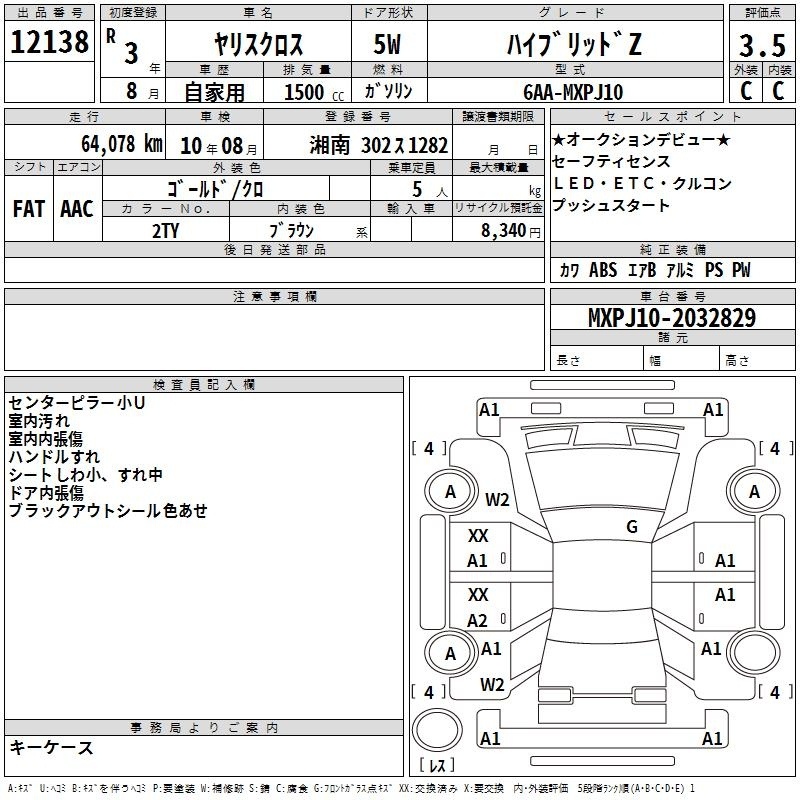 出品番号 初度登録 車名 ドア形状 グレード 評価点
12138 R 3 年 ヤリスクロス 5W ﾊｲﾌﾞﾘｯﾄﾞZ 3.5
車歴 排気量 燃料 型式 外装 内装
8 月 自家用 1500 CC ｶﾞｿﾘﾝ 6AA-MXPJ10 C C
走行 車検 登録番号 譲渡書類期限 セールスポイント
64,078 km 10 年 08 月 湘南 302 ｽ 1282 月 日
★オークションデビュー★
セーフティセンス
LED・ETC・クルコン
プッシュスタート
シフト エアコン 外装色 乗車定員 最大積載量
FAT AAC ｺﾞｰﾙﾄﾞ/ｸﾛ 5 人 kg
カラーNo. 内装色 輸入車 リサイクル預託金
2TY ﾌﾞﾗｳﾝ 系 8,340 円
後日発送部品 純正装備
ｶﾜ ABS ｴｱB ｱﾙﾐ PS PW
注意事項欄 車台番号
MXPJ10-2032829
諸元
長さ 幅 高さ
検査員記入欄
センターピラー小U
室内汚れ
室内内張傷
ハンドルすれ
シートしわ小、すれ中
ドア内張傷
ブラックアウトシール色あせ
事務局よりご案内
キーケース
A1 A1
[ 4 ] [ 4 ]
A A
W2
G
XX
A1 A1
XX A1
A2
A A1 A1
W2
[ 4 ] [ 4 ]
A1 A1
[ ﾚｽ ]
A:ｷｽﾞ U:ﾍｺﾐ B:ｷｽﾞを伴うﾍｺﾐ P:要塗装 W:補修跡 S:錆 C:腐食 G:ﾌﾛﾝﾄｶﾞﾗｽ点ｷｽﾞ XX:交換済み X:要交換 内・外装評価 5段階ﾗﾝｸ順(A・B・C・D・E) 1